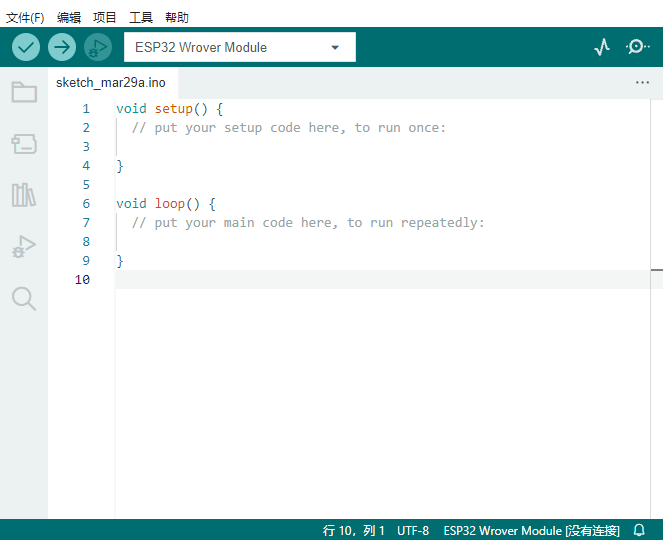 文件(F) 编辑 项目 工具 帮助
ESP32 Wrover Module
sketch_mar29a.ino
1 void setup() {
2 // put your setup code here, to run once:
3
4 }
5
6 void loop() {
7 // put your main code here, to run repeatedly:
8
9 }
10
行 10，列 1 UTF-8 ESP32 Wrover Module [没有连接]